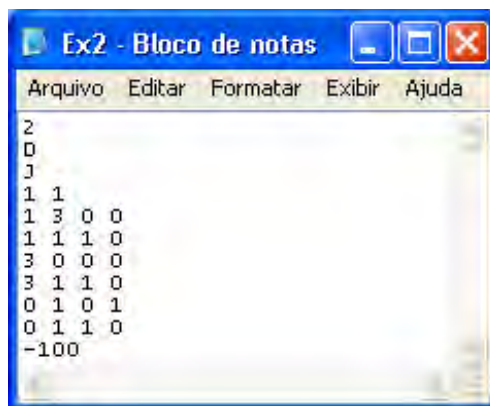 Ex2 - Bloco de notas
Arquivo Editar Formatar Exibir Ajuda
2
D
J
1 1
1 3 0 0
1 1 1 0
3 0 0 0
3 1 1 0
0 1 0 1
0 1 1 0
-100